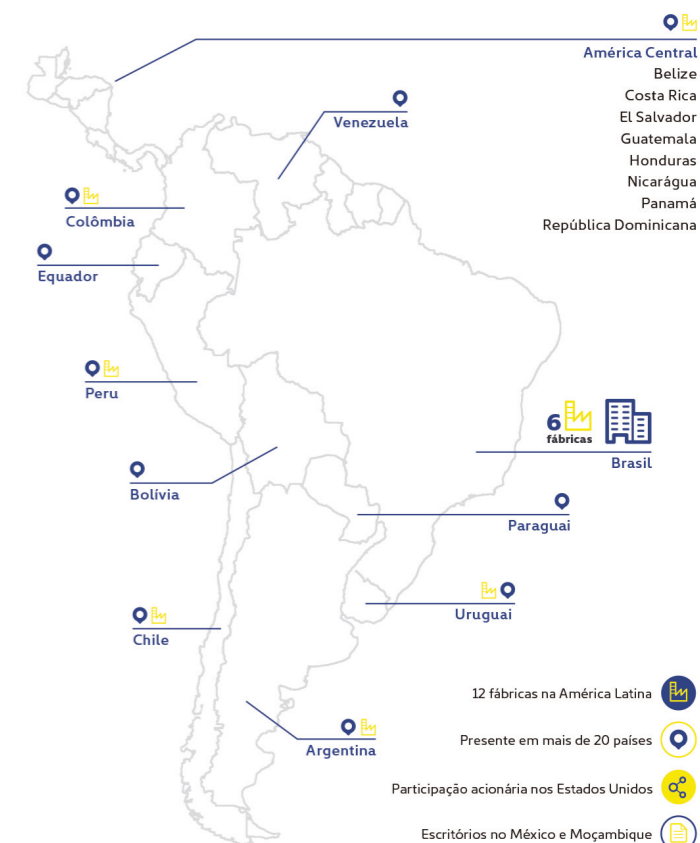 América Central
Belize
Costa Rica
El Salvador
Guatemala
Honduras
Nicarágua
Panamá
República Dominicana
Venezuela
Colômbia
Equador
Peru
6
fábricas
Brasil
Bolívia
Paraguai
Uruguai
Chile
Argentina
12 fábricas na América Latina
Presente em mais de 20 países
Participação acionária nos Estados Unidos
Escritórios no México e Moçambique